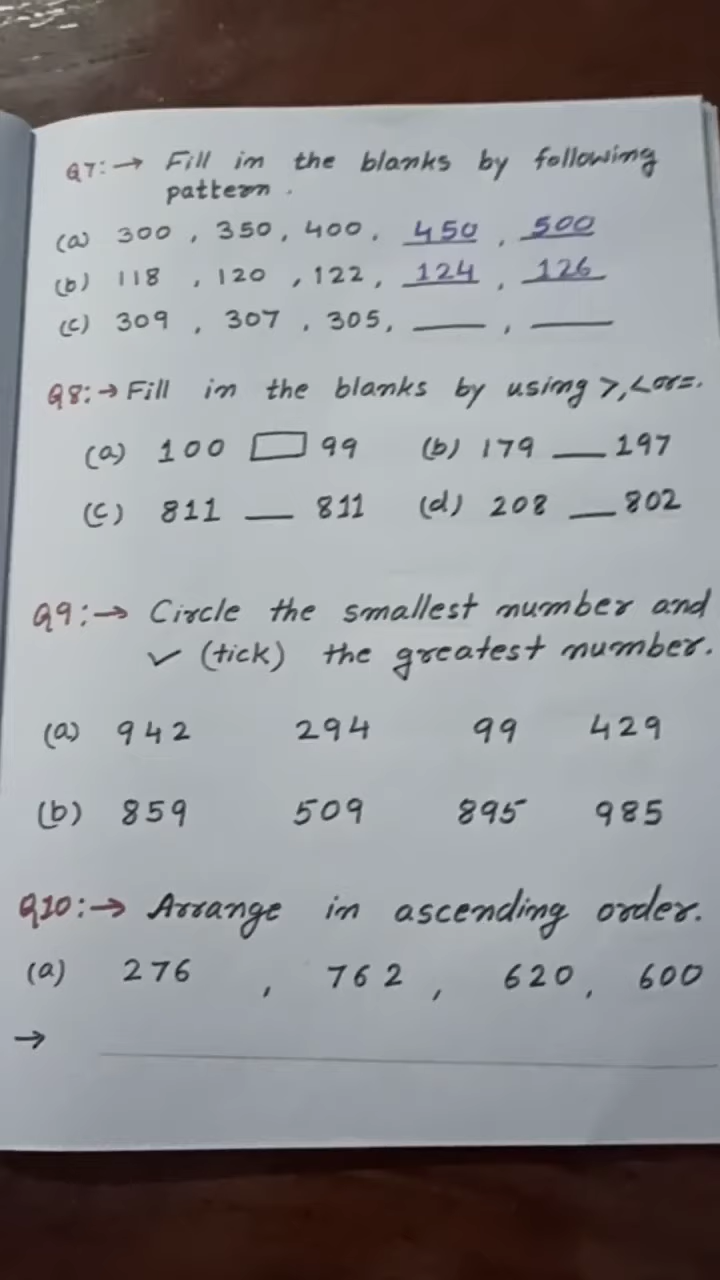 Q7:→ Fill in the blanks by following
pattern.
(a) 300, 350, 400, 450, 500
(b) 118, 120, 122, 124, 126
(c) 309, 307, 305, ___, ___
Q8:→ Fill in the blanks by using >,< or =.
(a) 100 □ 99 (b) 179 __ 197
(c) 811 __ 811 (d) 208 __ 802
Q9:→ Circle the smallest number and
✓ (tick) the greatest number.
(a) 942 294 99 429
(b) 859 509 895 985
Q10:→ Arrange in ascending order.
(a) 276, 762, 620, 600
→